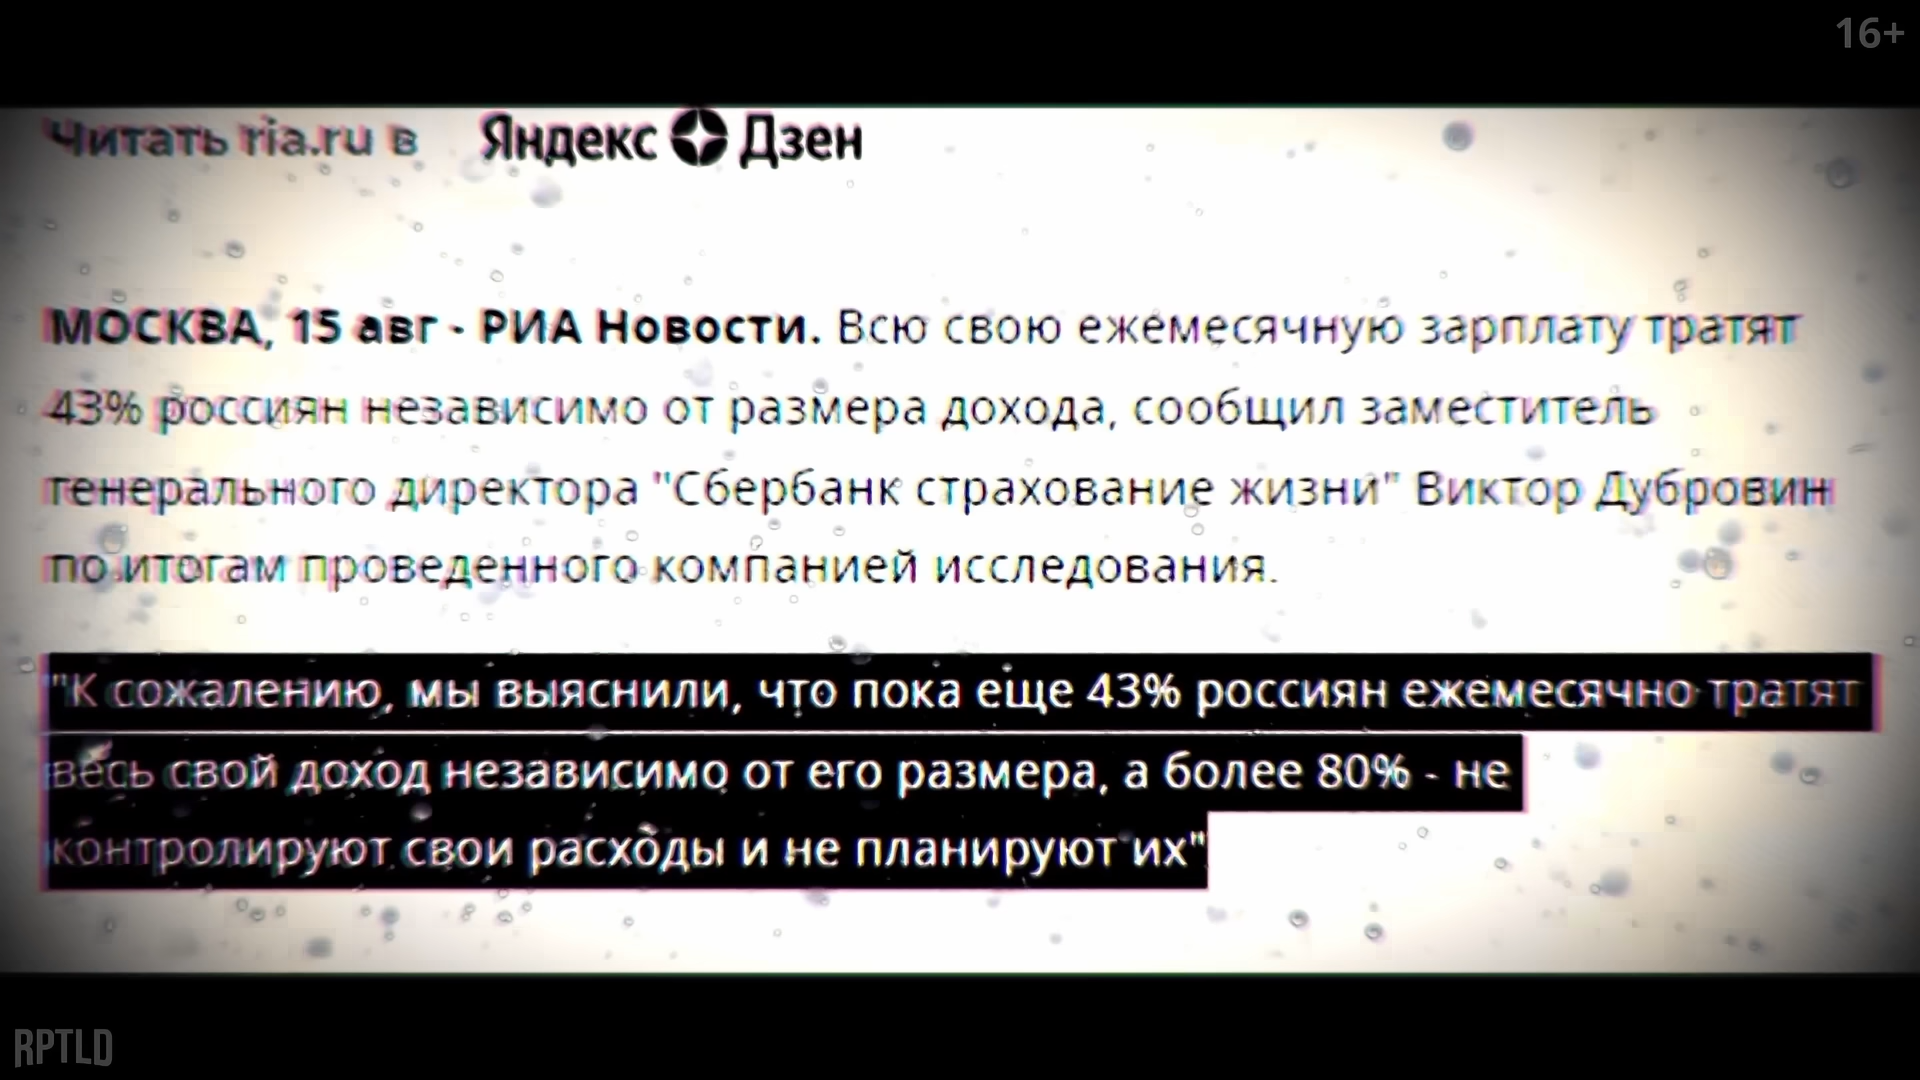 16+
Читать ria.ru в Яндекс Дзен
МОСКВА, 15 авг - РИА Новости. Всю свою ежемесячную зарплату тратят
43% россиян независимо от размера дохода, сообщил заместитель
генерального директора "Сбербанк страхование жизни" Виктор Дубровин
по итогам проведенного компанией исследования.
"К сожалению, мы выяснили, что пока еще 43% россиян ежемесячно тратят
весь свой доход независимо от его размера, а более 80% - не
контролируют свои расходы и не планируют их"
RPTLD